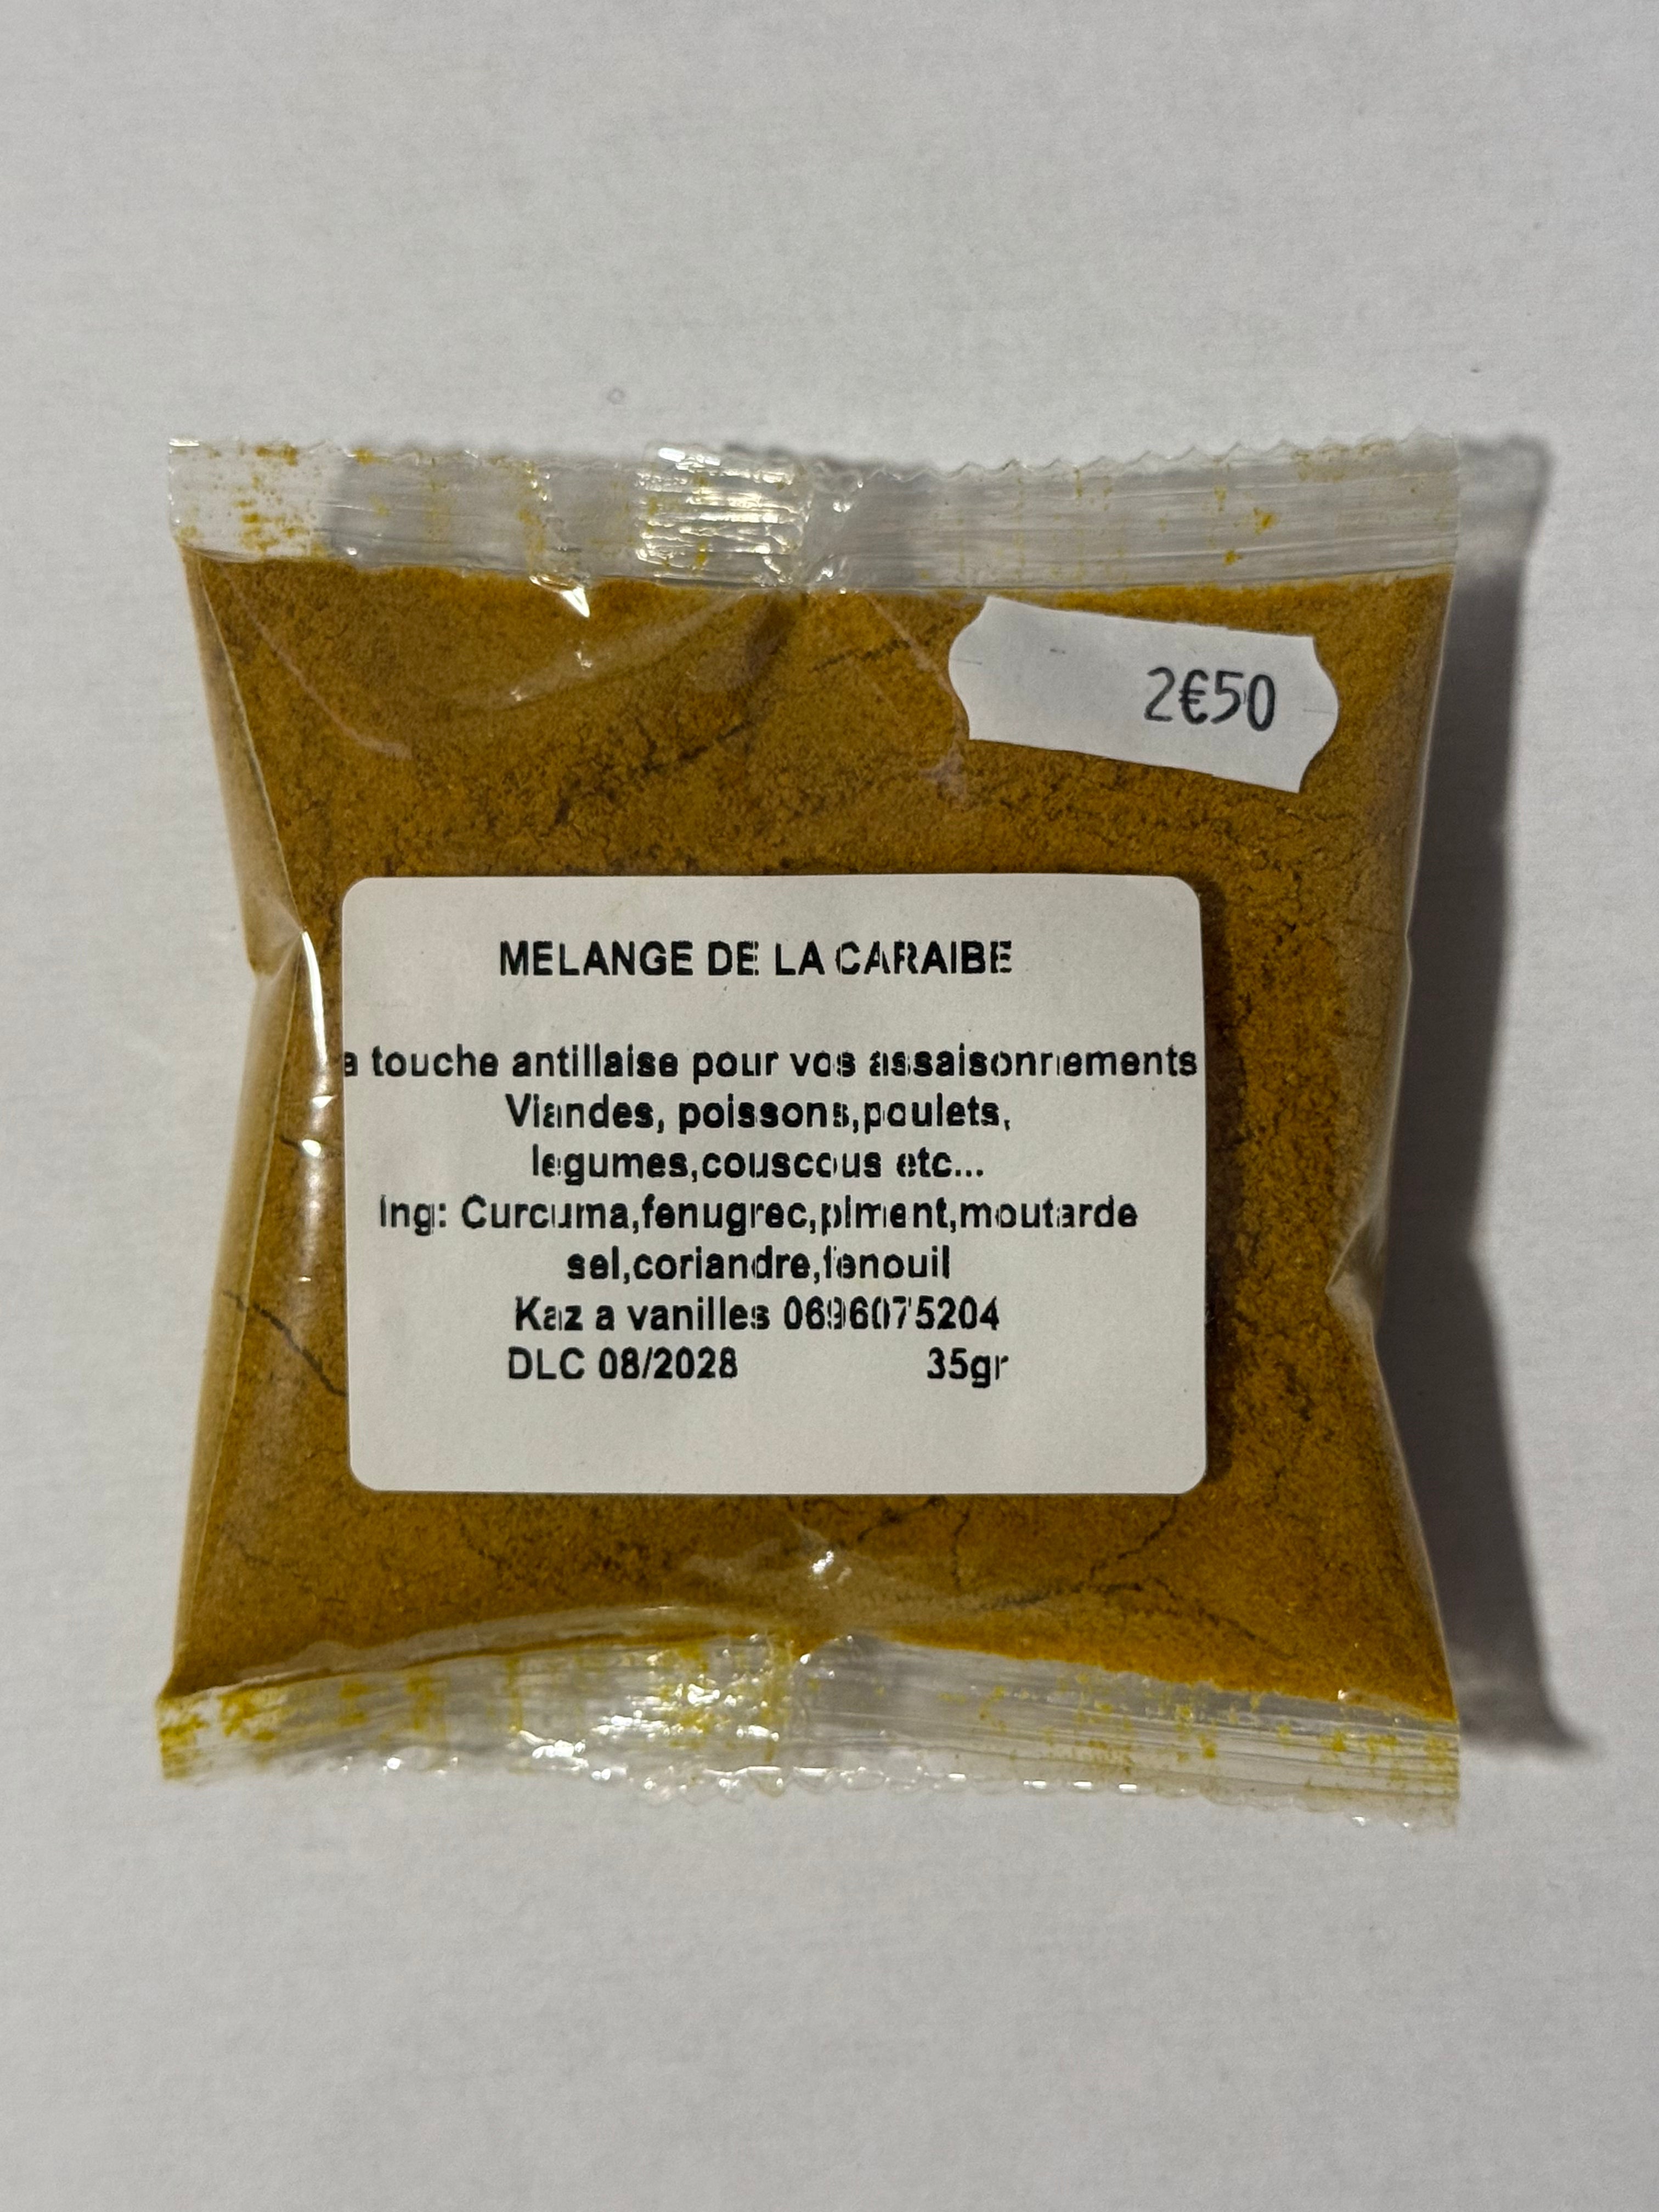 2€50
MELANGE DE LA CARAIBE
a touche antillaise pour vos assaisonnements
Viandes, poissons,poulets,
legumes,couscous etc...
Ing: Curcuma,fenugrec,piment,moutarde
sel,coriandre,fenouil
Kaz a vanilles 0696075204
DLC 08/2028 35gr